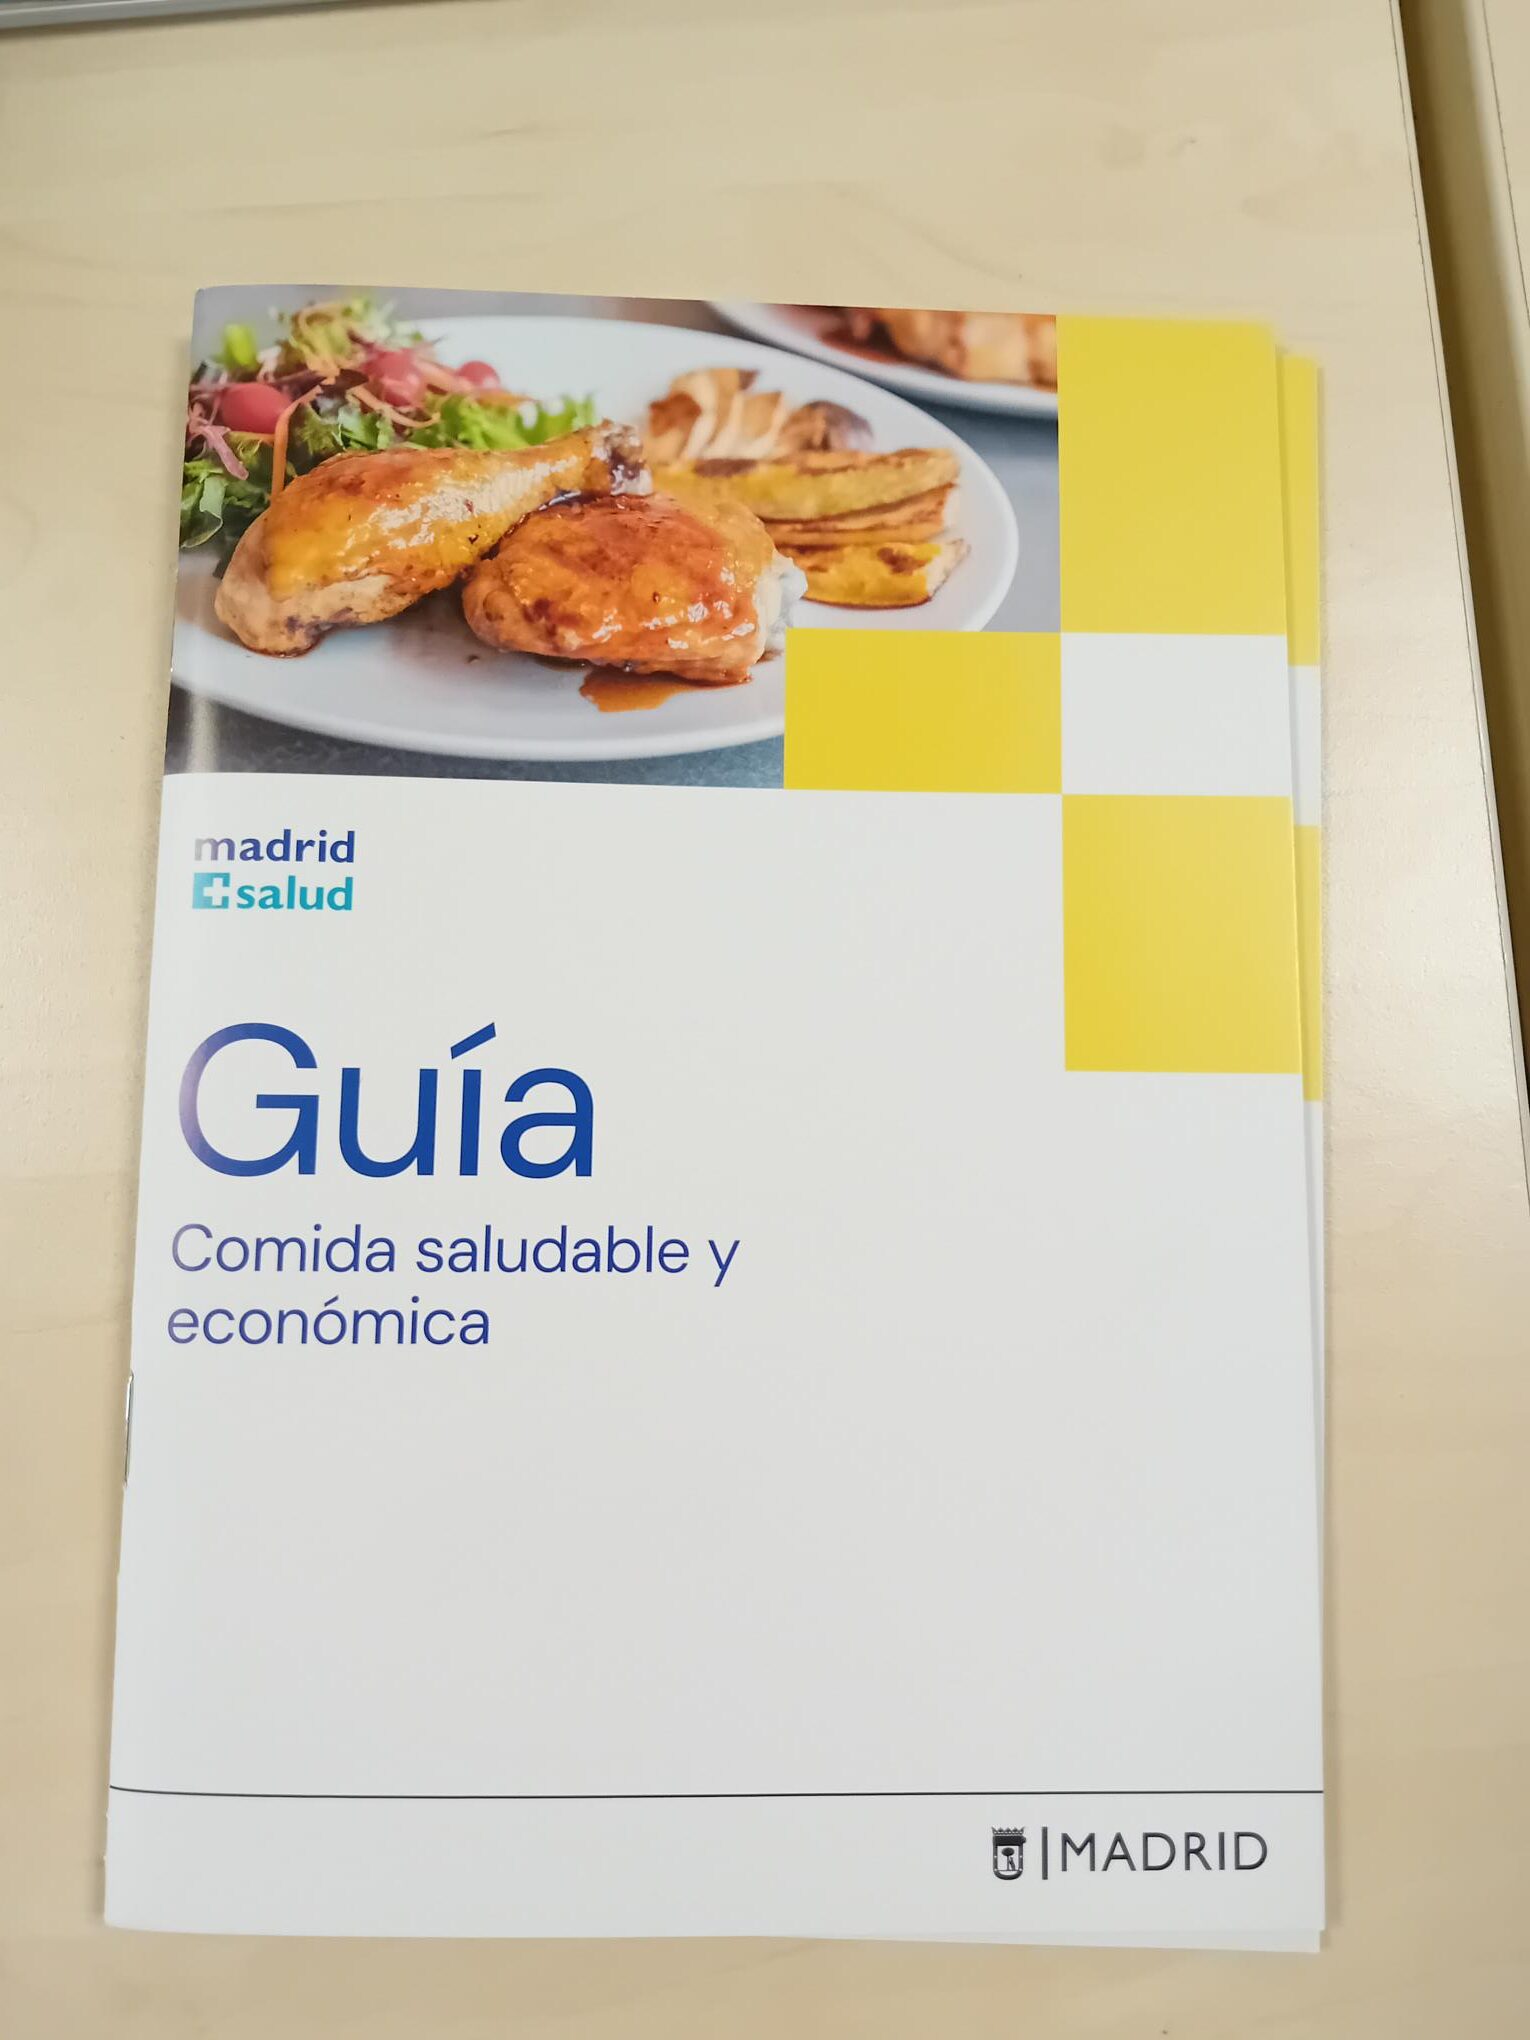 madrid
salud
Guía
Comida saludable y
económica
MADRID